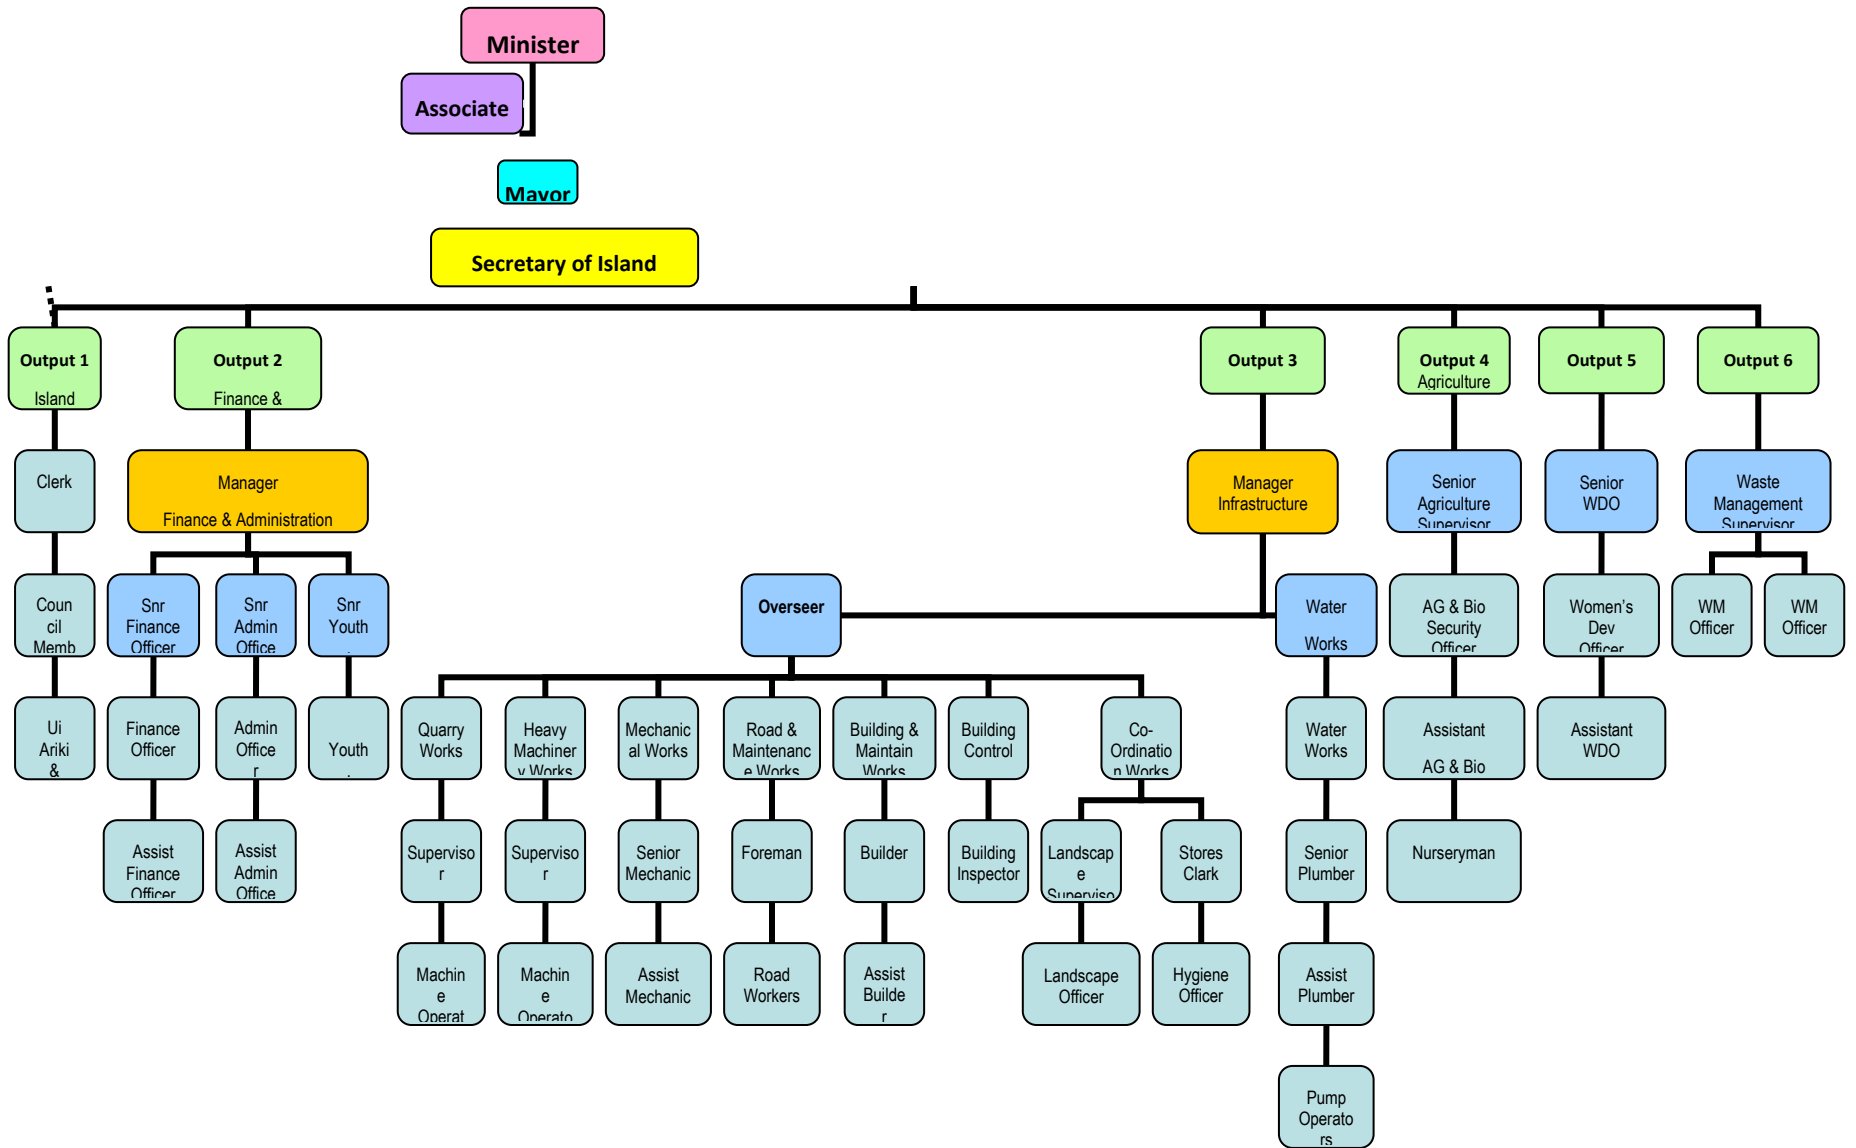 Minister
Associate
Mayor
Secretary of Island
Output 1
Island
Output 2
Finance &
Output 3
Output 4
Agriculture
Output 5
Output 6
Clerk
Manager
Finance & Administration
Manager
Infrastructure
Senior
Agriculture
Supervisor
Senior
WDO
Waste
Management
Supervisor
Coun
cil
Memb
Snr
Finance
Officer
Snr
Admin
Office
Snr
Youth
Overseer
Water
Works
AG & Bio
Security
Officer
Women's
Dev
Officer
WM
Officer
WM
Officer
Ui
Ariki
&
Finance
Officer
Admin
Office
r
Youth
Quarry
Works
Heavy
Machiner
y Works
Mechanic
al Works
Road &
Maintenanc
e Works
Building &
Maintain
Works
Building
Control
Co-
Ordinatio
n Works
Water
Works
Assistant
AG & Bio
Assistant
WDO
Assist
Finance
Officer
Assist
Admin
Office
Superviso
r
Superviso
r
Senior
Mechanic
Foreman
Builder
Building
Inspector
Landscap
e
Superviso
Stores
Clark
Senior
Plumber
Nurseryman
Machin
e
Operat
Machin
e
Operato
Assist
Mechanic
Road
Workers
Assist
Builde
r
Landscape
Officer
Hygiene
Officer
Assist
Plumber
Pump
Operato
rs